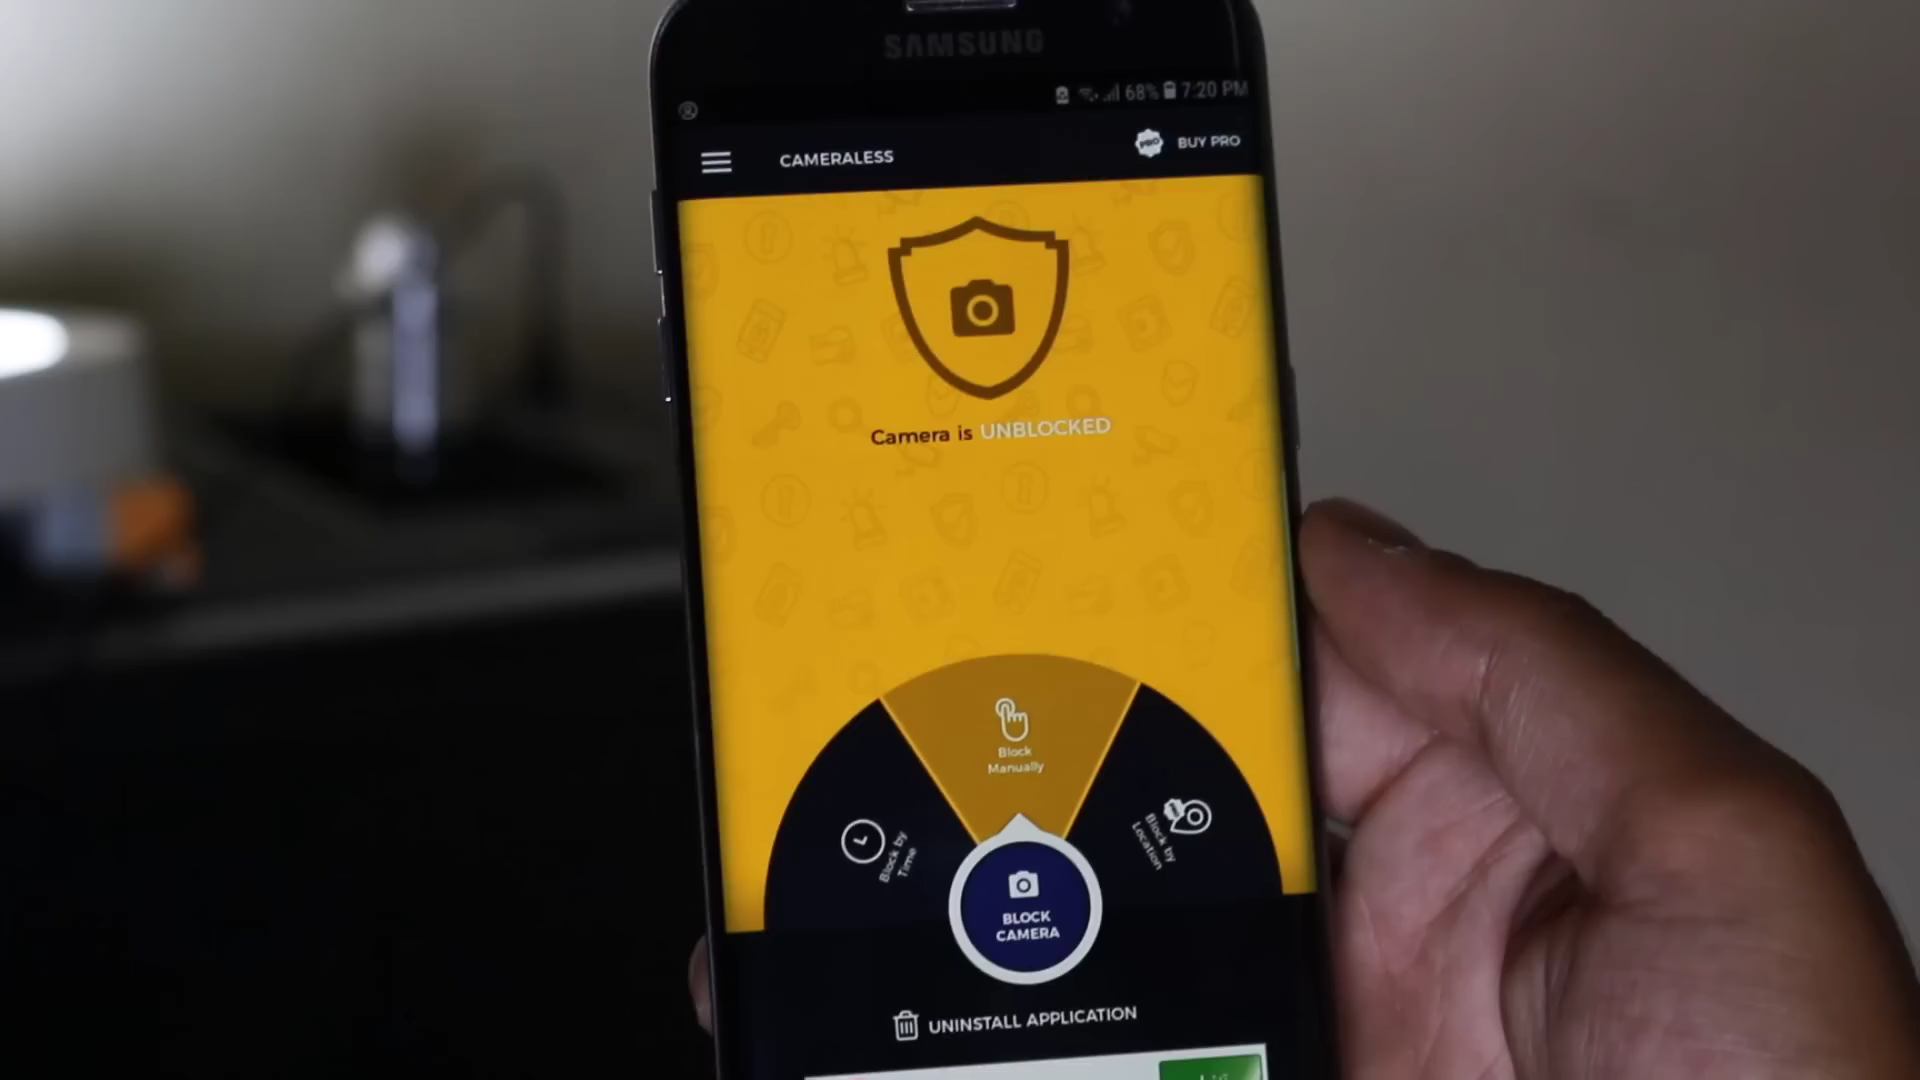 SAMSUNG
68% 7:20 PM
CAMERALESS
PRO BUY PRO
Camera is UNBLOCKED
Block
Manually
Block by
Time
Block by
Location
BLOCK
CAMERA
UNINSTALL APPLICATION